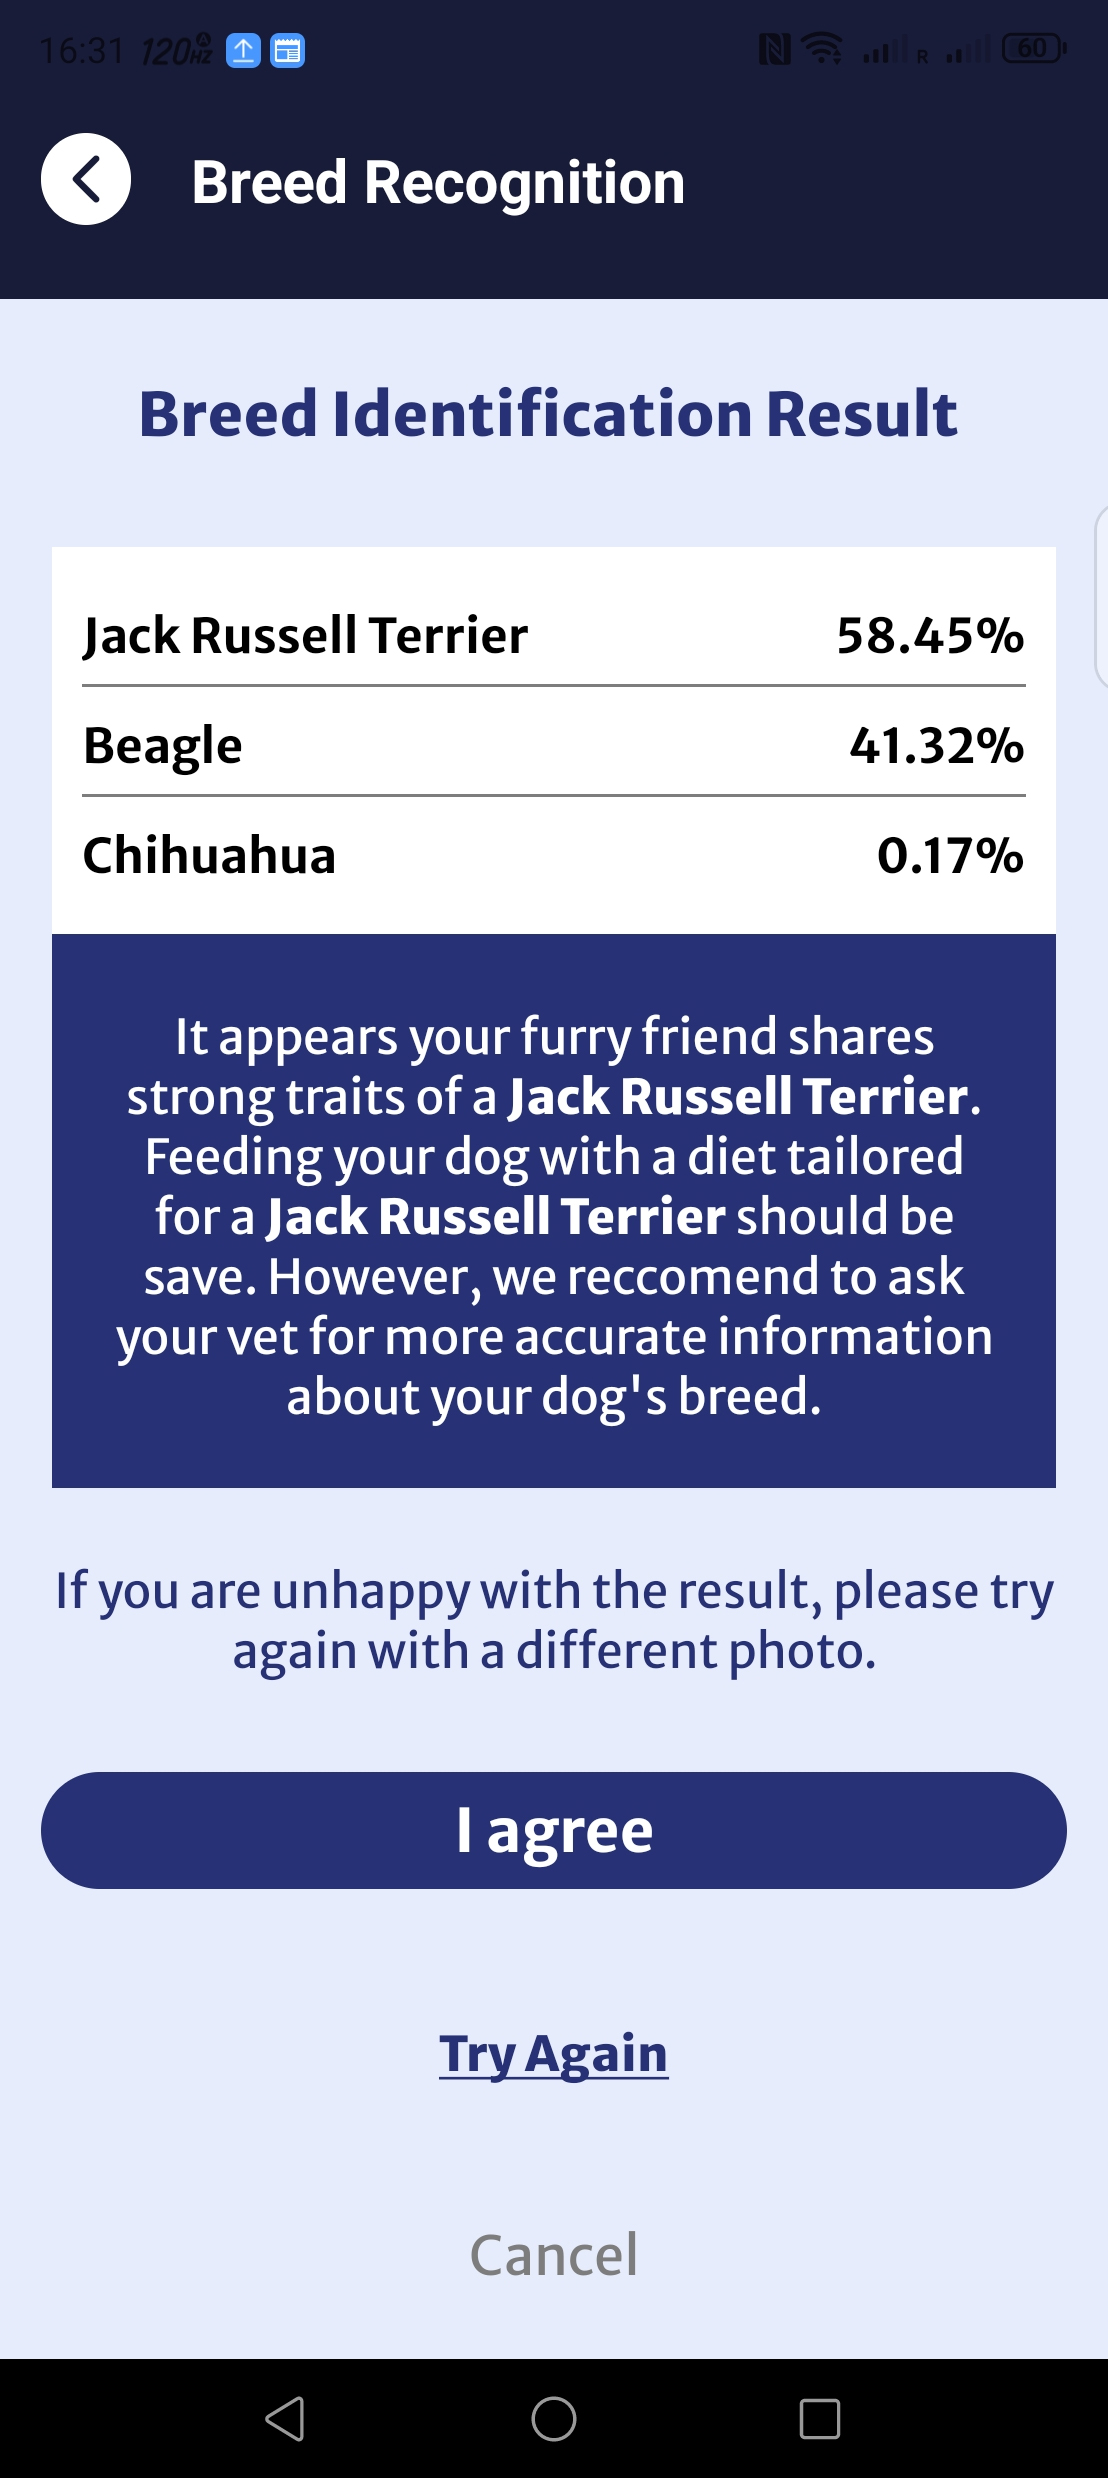 16:31 120HZ A R 60
Breed Recognition
Breed Identification Result
Jack Russell Terrier 58.45%
Beagle 41.32%
Chihuahua 0.17%
It appears your furry friend shares
strong traits of a Jack Russell Terrier.
Feeding your dog with a diet tailored
for a Jack Russell Terrier should be
save. However, we reccomend to ask
your vet for more accurate information
about your dog's breed.
If you are unhappy with the result, please try
again with a different photo.
I agree
Try Again
Cancel